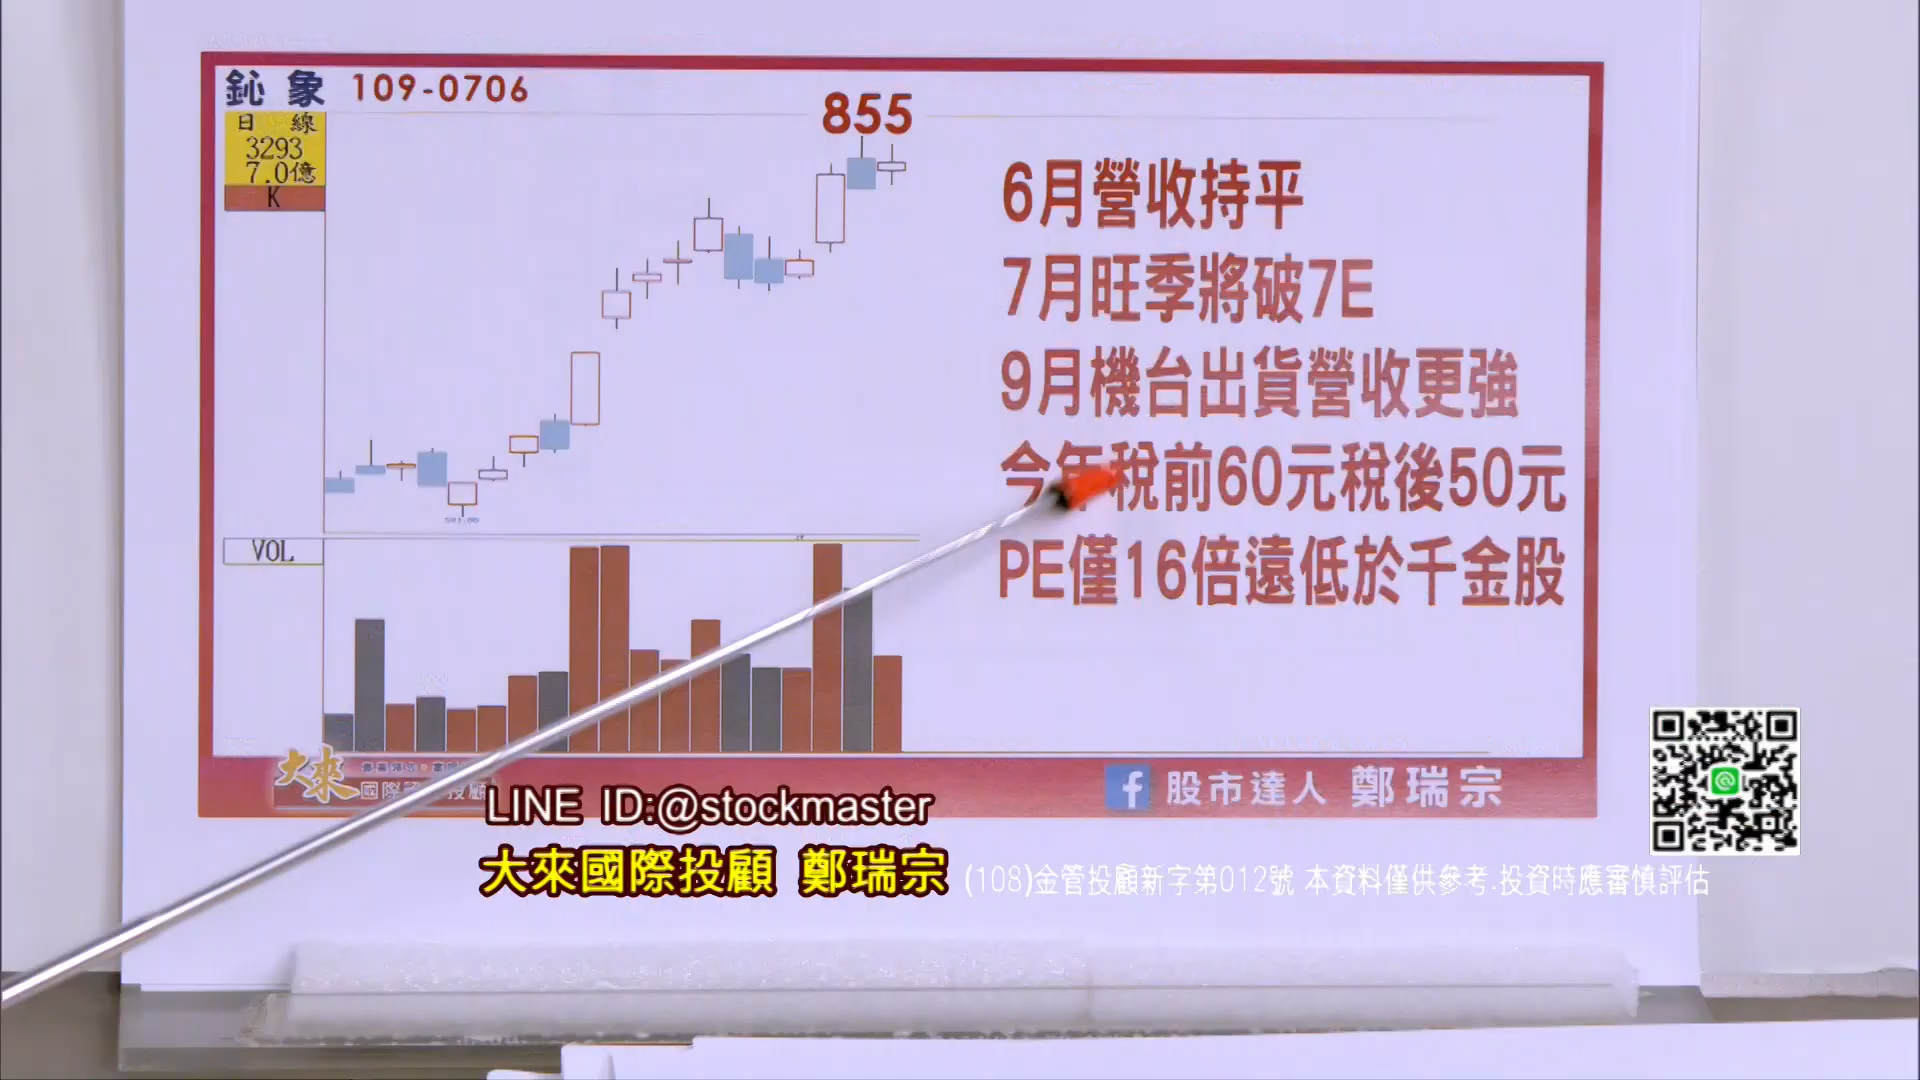 鈊象 109-0706
855
日線
3293
7.0億
K
6月營收持平
7月旺季將破7E
9月機台出貨營收更強
今年稅前60元稅後50元
PE僅16倍遠低於千金股
VOL
大來
國際
股市達人 鄭瑞宗
LINE ID:@stockmaster
大來國際投顧 鄭瑞宗
(108)金管投顧新字第012號 本資料僅供參考.投資時應審慎評估